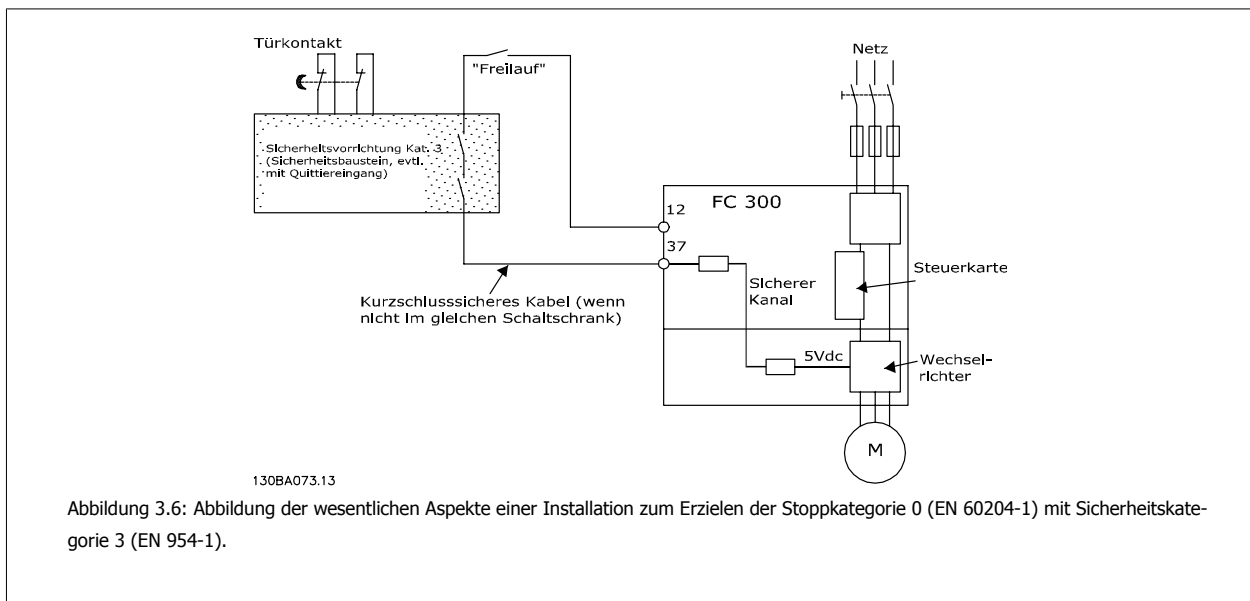 Türkontakt
"Freilauf"
Netz
Sicherheitsvorrichtung Kat. 3
(Sicherheitsbaustein, evtl.
mit Quittiereingang)
12
FC 300
37
Sicherer
Kanal
Steuerkarte
Kurzschlusssicheres Kabel (wenn
nicht im gleichen Schaltschrank)
5Vdc
Wechsel-
richter
M
130BA073.13
Abbildung 3.6: Abbildung der wesentlichen Aspekte einer Installation zum Erzielen der Stoppkategorie 0 (EN 60204-1) mit Sicherheitskate-
gorie 3 (EN 954-1).